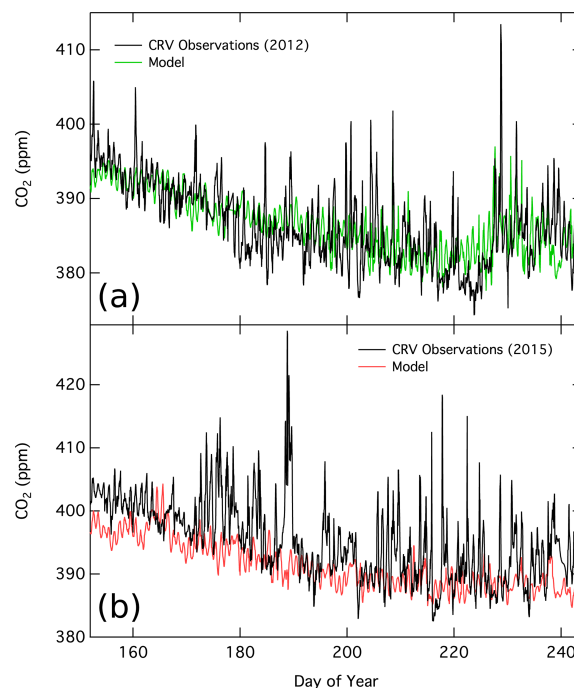 410
400
390
380
CO2 (ppm)
CRV Observations (2012)
Model
(a)
420
410
400
390
380
CO2 (ppm)
CRV Observations (2015)
Model
(b)
160 180 200 220 240
Day of Year